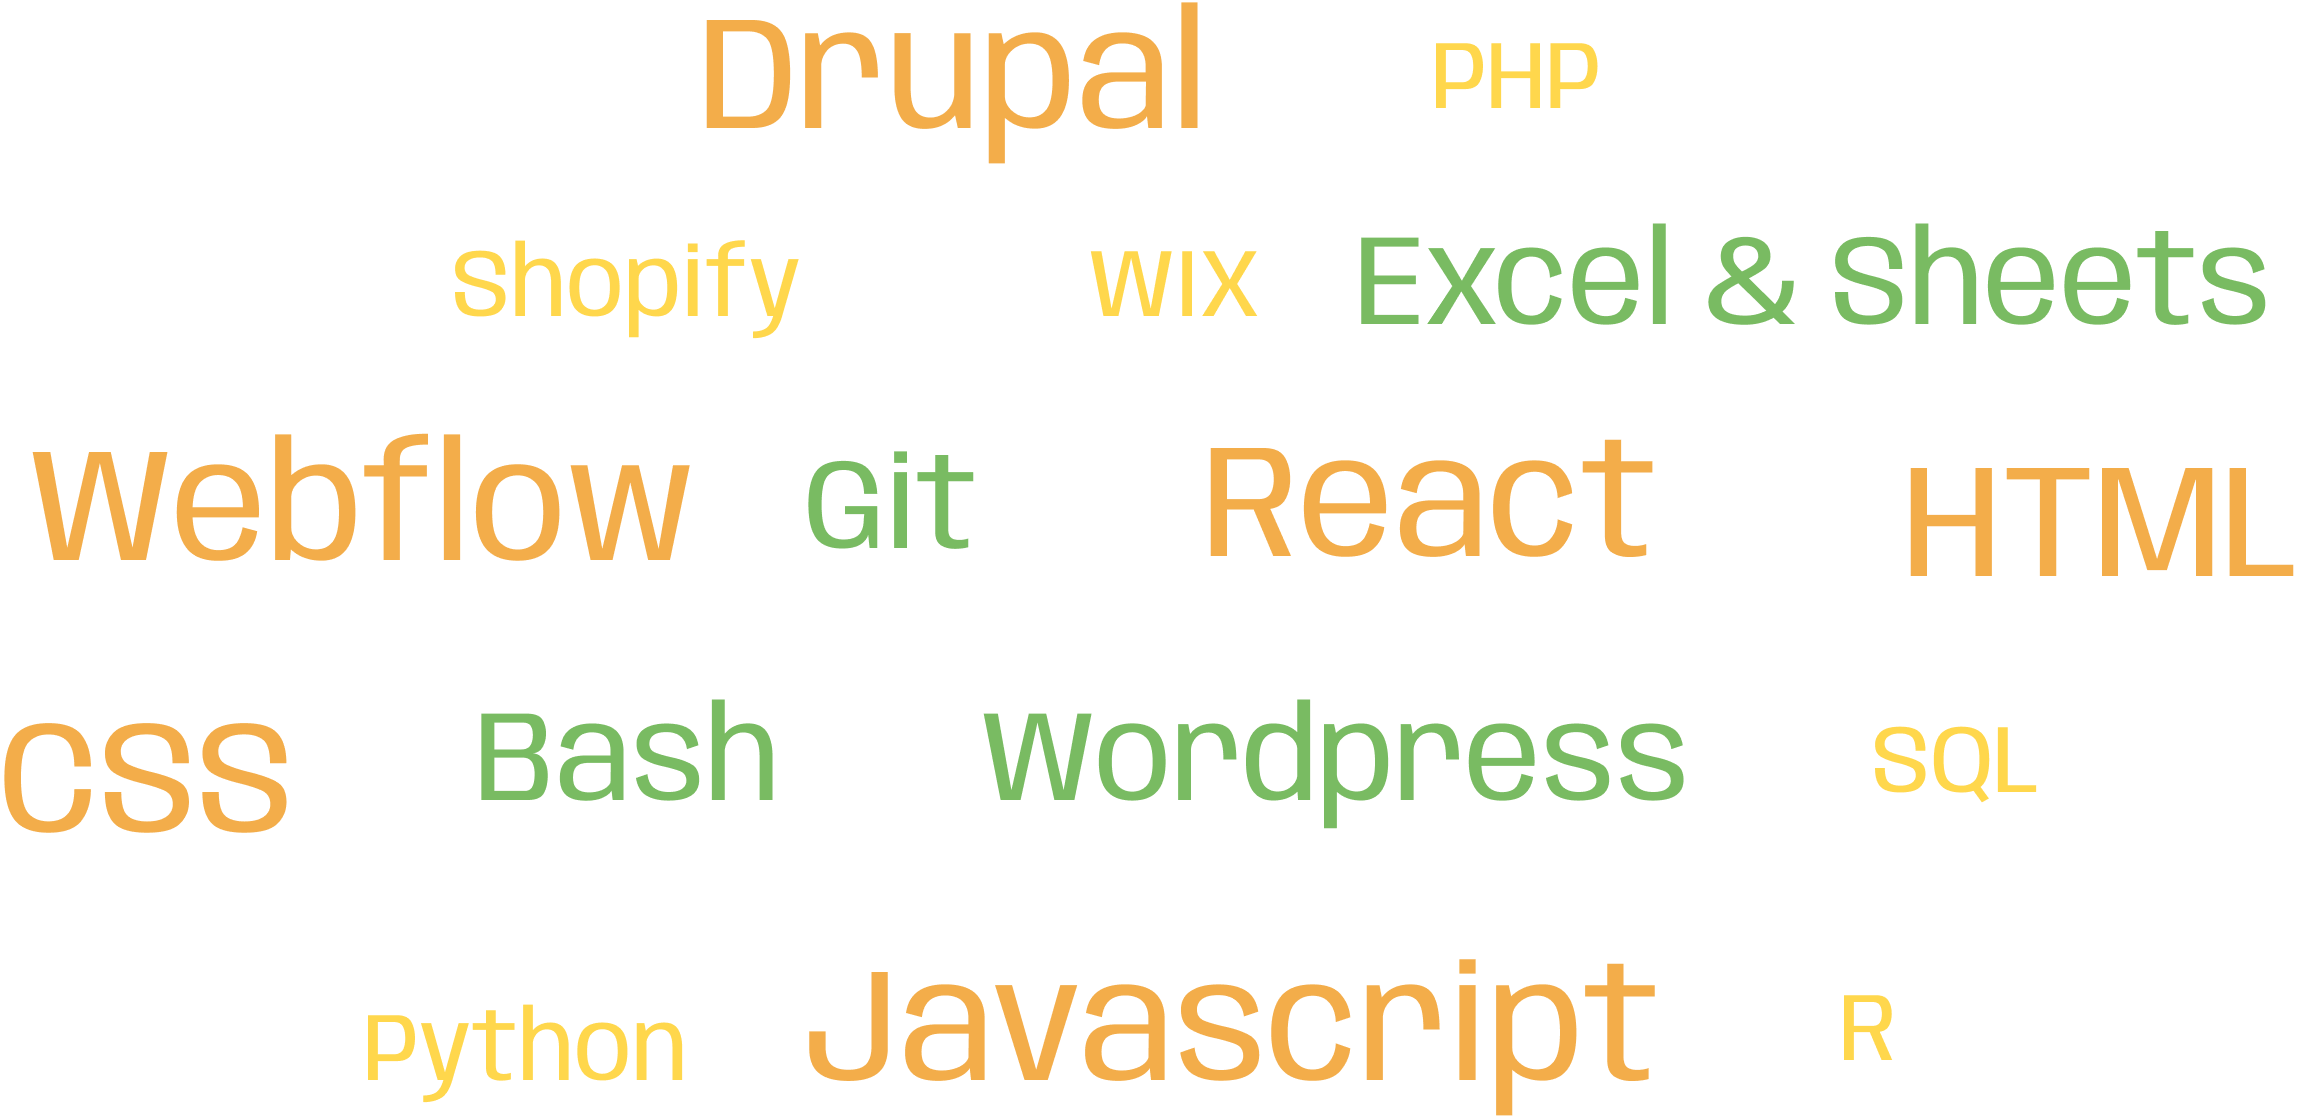 Drupal PHP
Shopify WIX Excel & Sheets
Webflow Git React HTML
CSS Bash Wordpress SQL
Python Javascript R